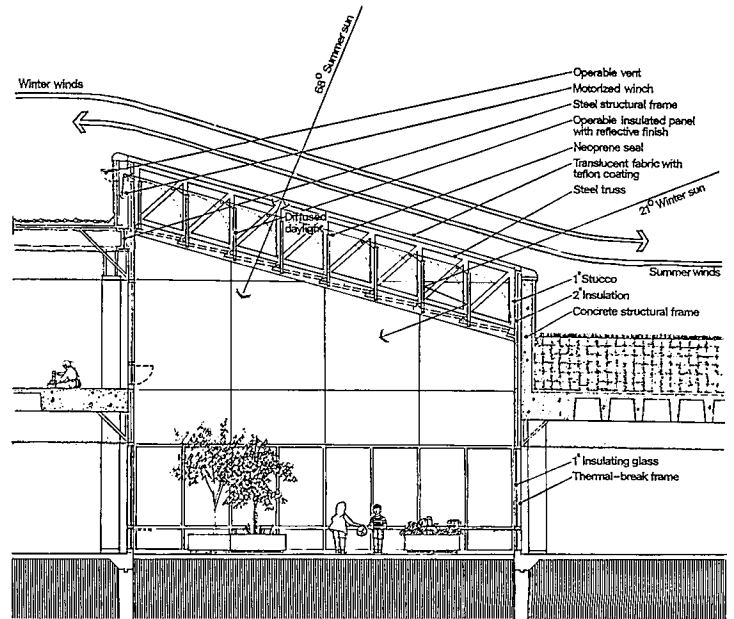 68° Summer sun
Winter winds
Operable vent
Motorized winch
Steel structural frame
Operable insulated panel
with reflective finish
Neoprene seal
Translucent fabric with
teflon coating
Steel truss
21° Winter sun
Diffused
daylight
Summer winds
1" Stucco
2" Insulation
Concrete structural frame
1" Insulating glass
Thermal-break frame